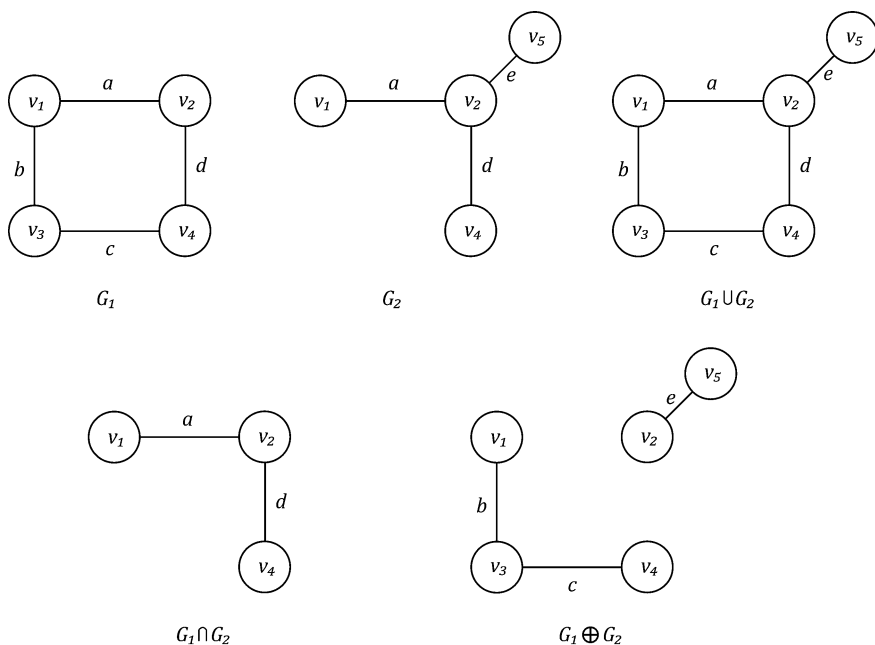 v₅ v₅
e e
a a a
v₁ v₂ v₁ v₂ v₁ v₂
b d d b d
v₃ v₄ v₄ v₃ v₄
c c
G₁ G₂ G₁∪G₂
v₅
e
a
v₁ v₂ v₁ v₂
d b
v₄ v₃ v₄
c
G₁∩G₂ G₁⊕G₂